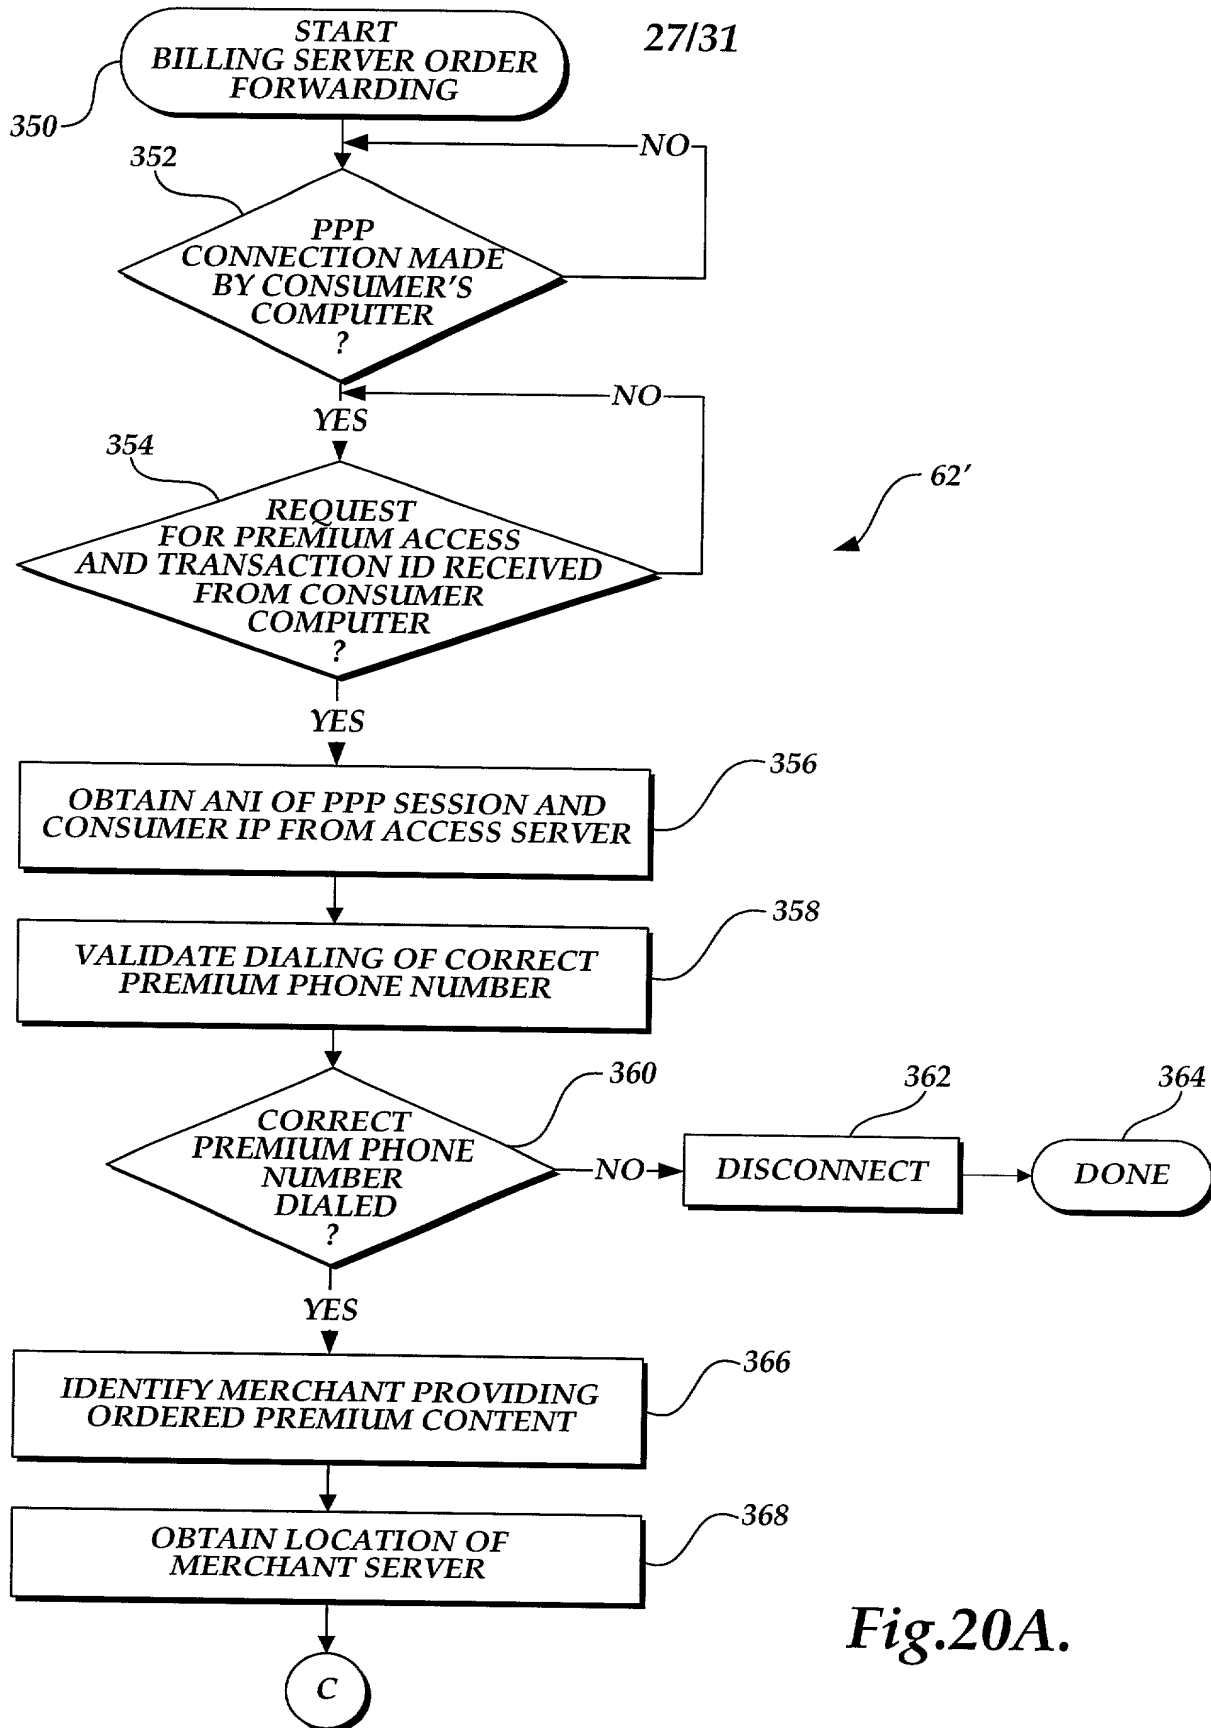 27/31
START
BILLING SERVER ORDER
FORWARDING
350
NO
352
PPP
CONNECTION MADE
BY CONSUMER'S
COMPUTER
?
NO
YES
354
62'
REQUEST
FOR PREMIUM ACCESS
AND TRANSACTION ID RECEIVED
FROM CONSUMER
COMPUTER
?
YES
356
OBTAIN ANI OF PPP SESSION AND
CONSUMER IP FROM ACCESS SERVER
358
VALIDATE DIALING OF CORRECT
PREMIUM PHONE NUMBER
360
362
364
CORRECT
PREMIUM PHONE
NUMBER
DIALED
?
NO
DISCONNECT
DONE
YES
366
IDENTIFY MERCHANT PROVIDING
ORDERED PREMIUM CONTENT
368
OBTAIN LOCATION OF
MERCHANT SERVER
Fig.20A.
C